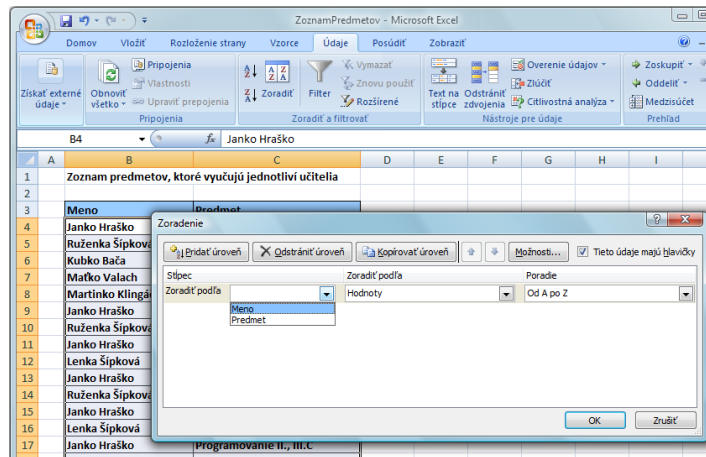 ZoznamPredmetov - Microsoft Excel
Domov Vložiť Rozloženie strany Vzorce Údaje Posúdiť Zobraziť
Získať externé údaje
Obnoviť všetko
Pripojenia
Vlastnosti
Upraviť prepojenia
Pripojenia
Zoradiť
Filter
Vymazať
Znovu použiť
Rozšírené
Zoradiť a filtrovať
Text na stĺpce
Odstrániť zdvojenia
Overenie údajov
Zlúčiť
Citlivostná analýza
Nástroje pre údaje
Zoskupiť
Oddeliť
Medzisúčet
Prehľad
B4 fx Janko Hraško
A B C D E F G H I
1 Zoznam predmetov, ktoré vyučujú jednotliví učitelia
2
3 Meno Predmet
4 Janko Hraško
5 Ruženka Šípková
6 Kubko Bača
7 Maťko Valach
8 Martinko Klingáč
9 Janko Hraško
10 Ruženka Šípková
11 Janko Hraško
12 Lenka Šípková
13 Janko Hraško
14 Ruženka Šípková
15 Janko Hraško
16 Lenka Šípková
17 Janko Hraško Programovanie II., III.C
Zoradenie
Pridať úroveň Odstrániť úroveň Kopírovať úroveň Možnosti... Tieto údaje majú hlavičky
Stĺpec Zoradiť podľa Poradie
Zoradiť podľa Hodnoty Od A po Z
Meno
Predmet
OK Zrušiť